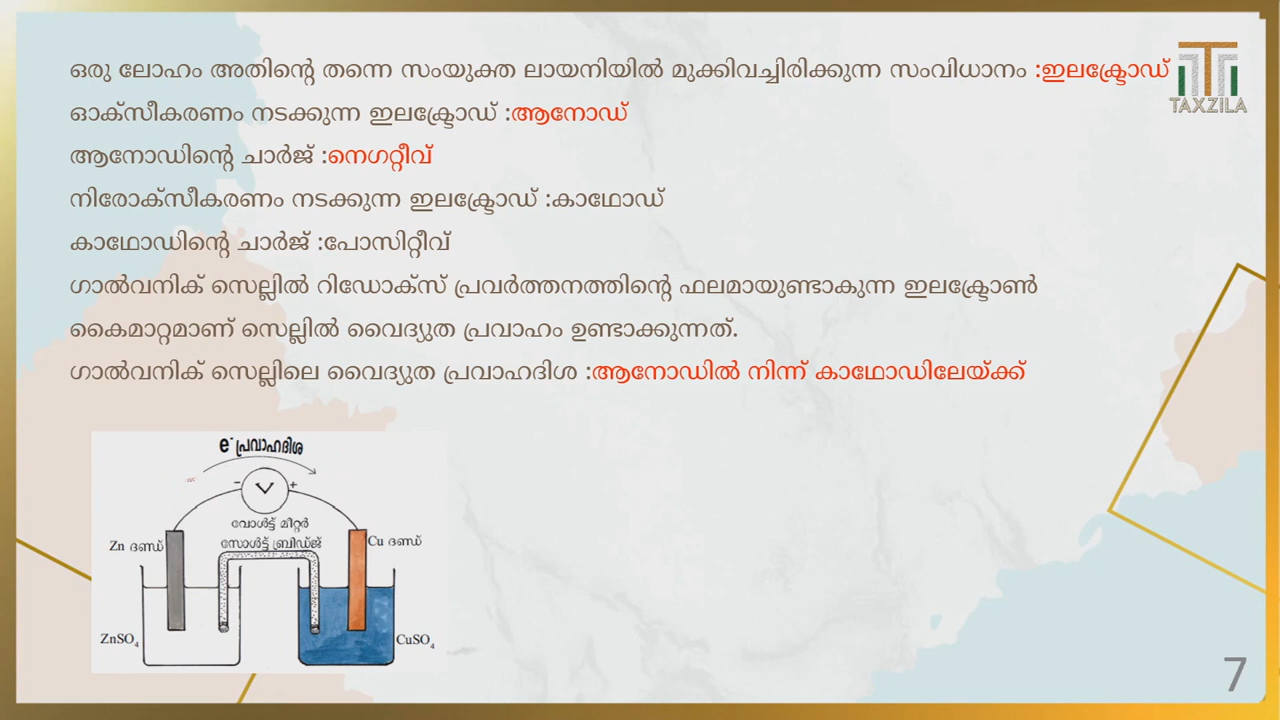 ഒരു ലോഹം അതിന്റെ തന്നെ സംയുക്ത ലായനിയിൽ മുക്കിവച്ചിരിക്കുന്ന സംവിധാനം :ഇലക്ട്രോഡ്
TAXZILA
ഓക്സീകരണം നടക്കുന്ന ഇലക്ട്രോഡ് :ആനോഡ്
ആനോഡിന്റെ ചാർജ് :നെഗറ്റീവ്
നിരോക്സീകരണം നടക്കുന്ന ഇലക്ട്രോഡ് :കാഥോഡ്
കാഥോഡിന്റെ ചാർജ് :പോസിറ്റീവ്
ഗാൽവനിക് സെല്ലിൽ റിഡോക്സ് പ്രവർത്തനത്തിന്റെ ഫലമായുണ്ടാകുന്ന ഇലക്ട്രോൺ
കൈമാറ്റമാണ് സെല്ലിൽ വൈദ്യുത പ്രവാഹം ഉണ്ടാക്കുന്നത്.
ഗാൽവനിക് സെല്ലിലെ വൈദ്യുത പ്രവാഹദിശ :ആനോഡിൽ നിന്ന് കാഥോഡിലേയ്ക്ക്
e⁻ പ്രവാഹദിശ
− V +
വോൾട്ട് മീറ്റർ
Zn ദണ്ഡ് സോൾട്ട് ബ്രിഡ്ജ് Cu ദണ്ഡ്
ZnSO₄ CuSO₄
7